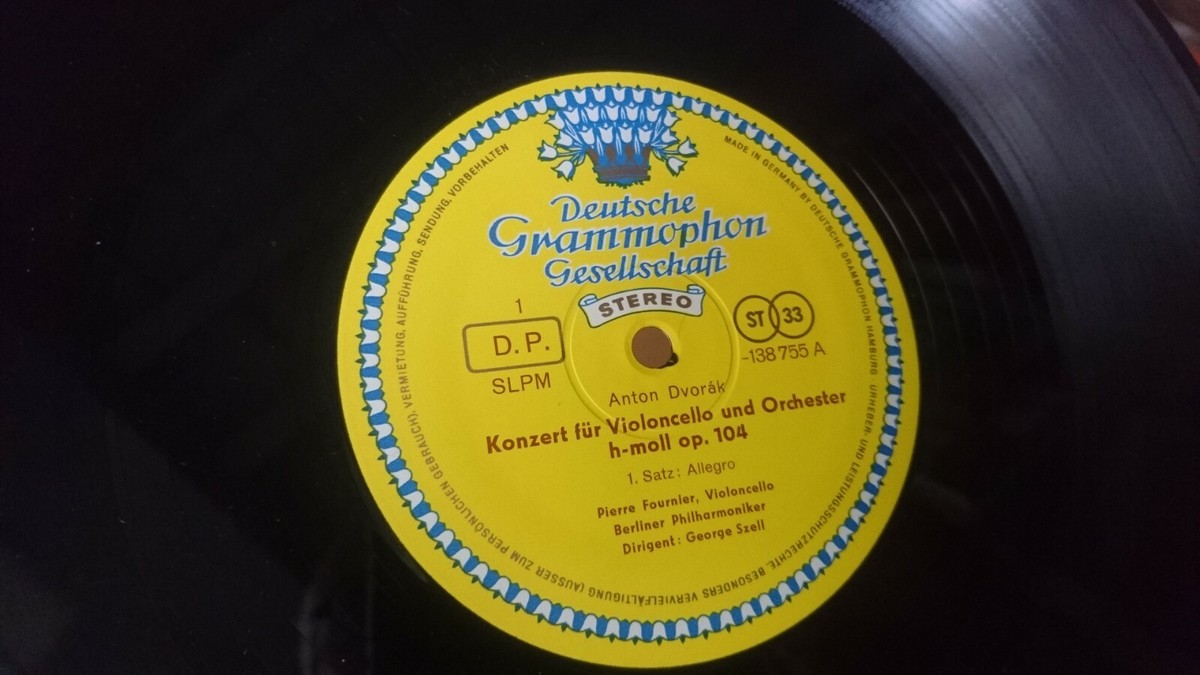 Deutsche
Grammophon
Gesellschaft
STEREO
1
D. P.
SLPM
ST 33
-138 755 A
Anton Dvořák
Konzert für Violoncello und Orchester
h-moll op. 104
1. Satz: Allegro
Pierre Fournier, Violoncello
Berliner Philharmoniker
Dirigent: George Szell
MADE IN GERMANY BY DEUTSCHE GRAMMOPHON HAMBURG · URHEBER- UND LEISTUNGSSCHUTZRECHTE, BESONDERS VERVIELFÄLTIGUNG (AUSSER ZUM PERSÖNLICHEN GEBRAUCH), VERMIETUNG, AUFFÜHRUNG, SENDUNG, VORBEHALTEN